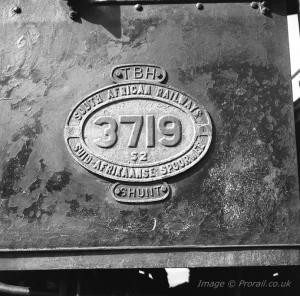 TBH
SOUTH AFRICAN RAILWAYS
3719
S2
SUID-AFRIKAANSE SPOORWEË
SHUNT
Image © Prorail.co.uk